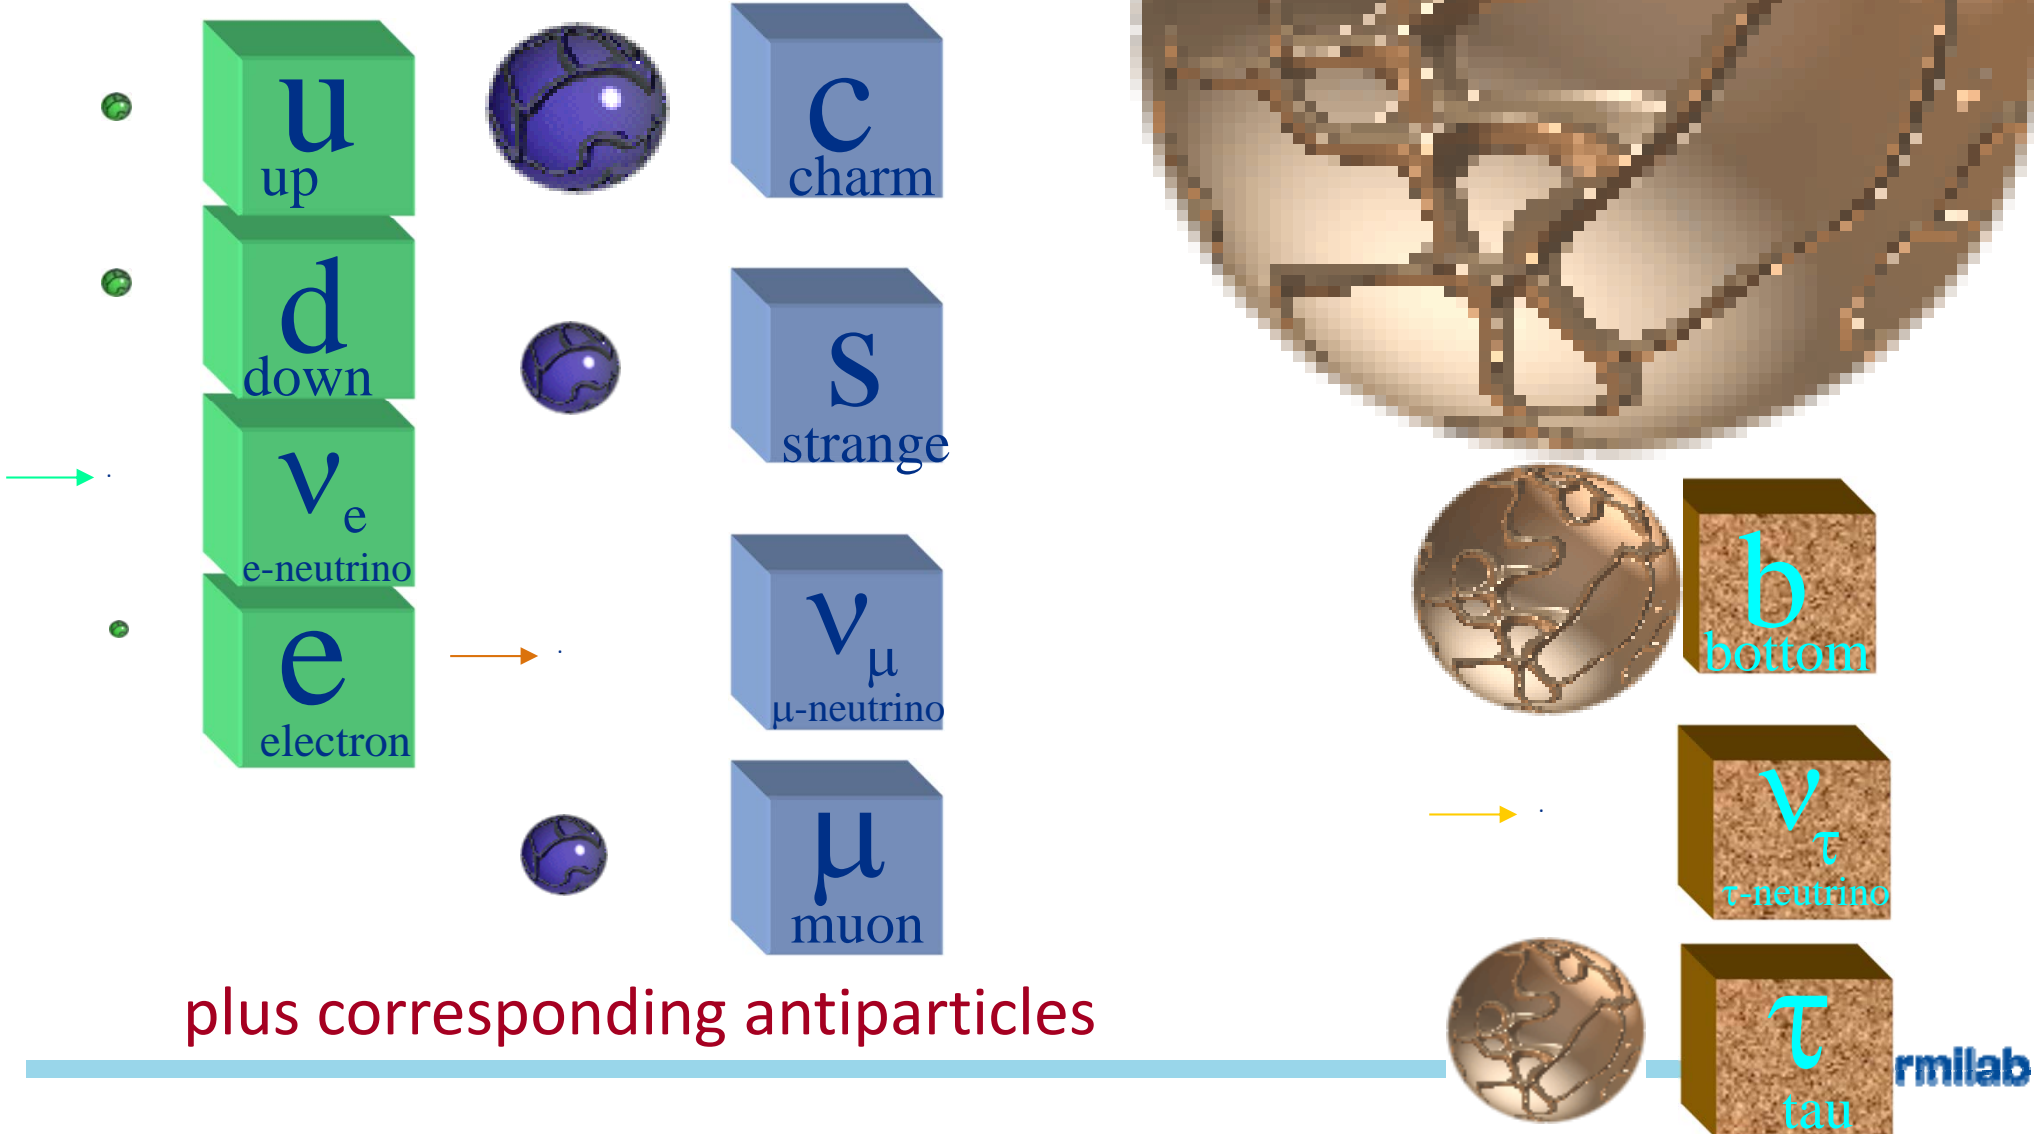 u
up
d
down
ν e
e-neutrino
e
electron
c
charm
s
strange
ν μ
μ-neutrino
μ
muon
b
bottom
ν τ
τ-neutrino
τ
tau
plus corresponding antiparticles
rmilab